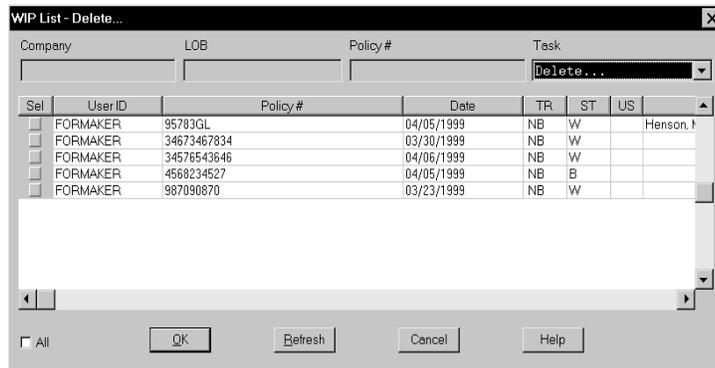 WIP List - Delete...
Company LOB Policy # Task
Delete...
Sel User ID Policy # Date TR ST US
FORMAKER 95783GL 04/05/1999 NB W Henson,
FORMAKER 34673467834 03/30/1999 NB W
FORMAKER 34576543646 04/06/1999 NB W
FORMAKER 4568234527 04/05/1999 NB B
FORMAKER 987090870 03/23/1999 NB W
All OK Refresh Cancel Help